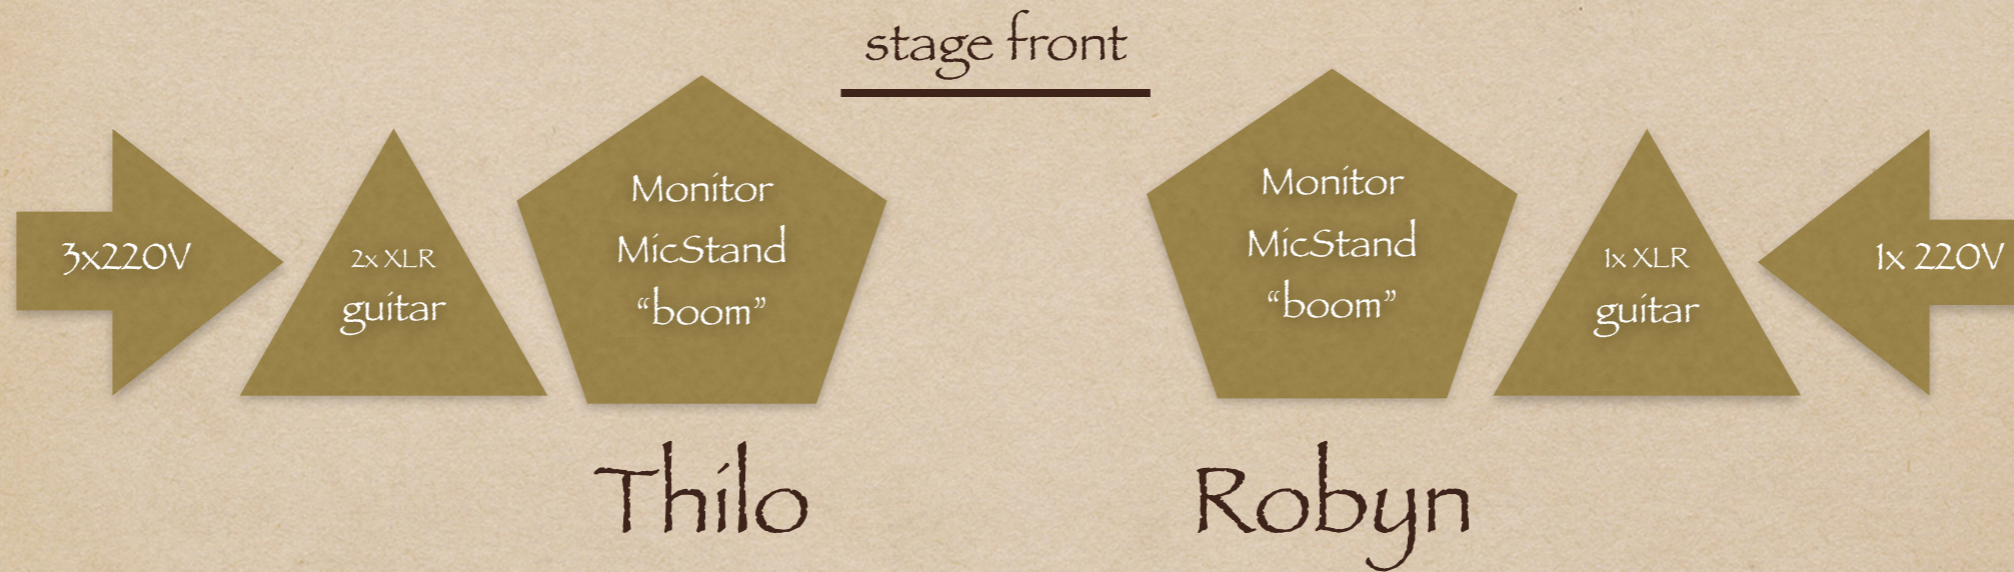 stage front
3x220V
2x XLR
guitar
Monitor
MicStand
“boom”
Monitor
MicStand
“boom”
1x XLR
guitar
1x 220V
Thilo
Robyn